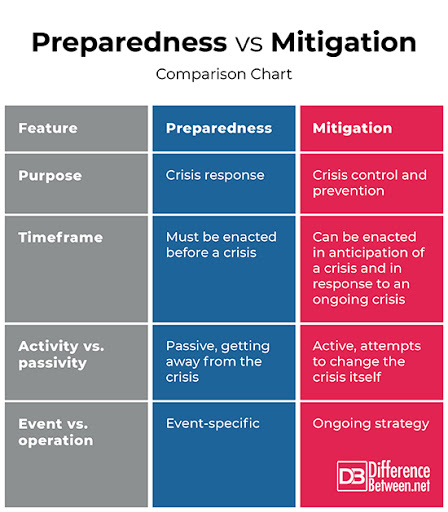 Preparedness vs Mitigation
Comparison Chart
Feature
Preparedness
Mitigation
Purpose
Crisis response
Crisis control and
prevention
Timeframe
Must be enacted
before a crisis
Can be enacted
in anticipation of
a crisis and in
response to an
ongoing crisis
Activity vs.
passivity
Passive, getting
away from the
crisis
Active, attempts
to change the
crisis itself
Event vs.
operation
Event-specific
Ongoing strategy
DB Difference
Between.net